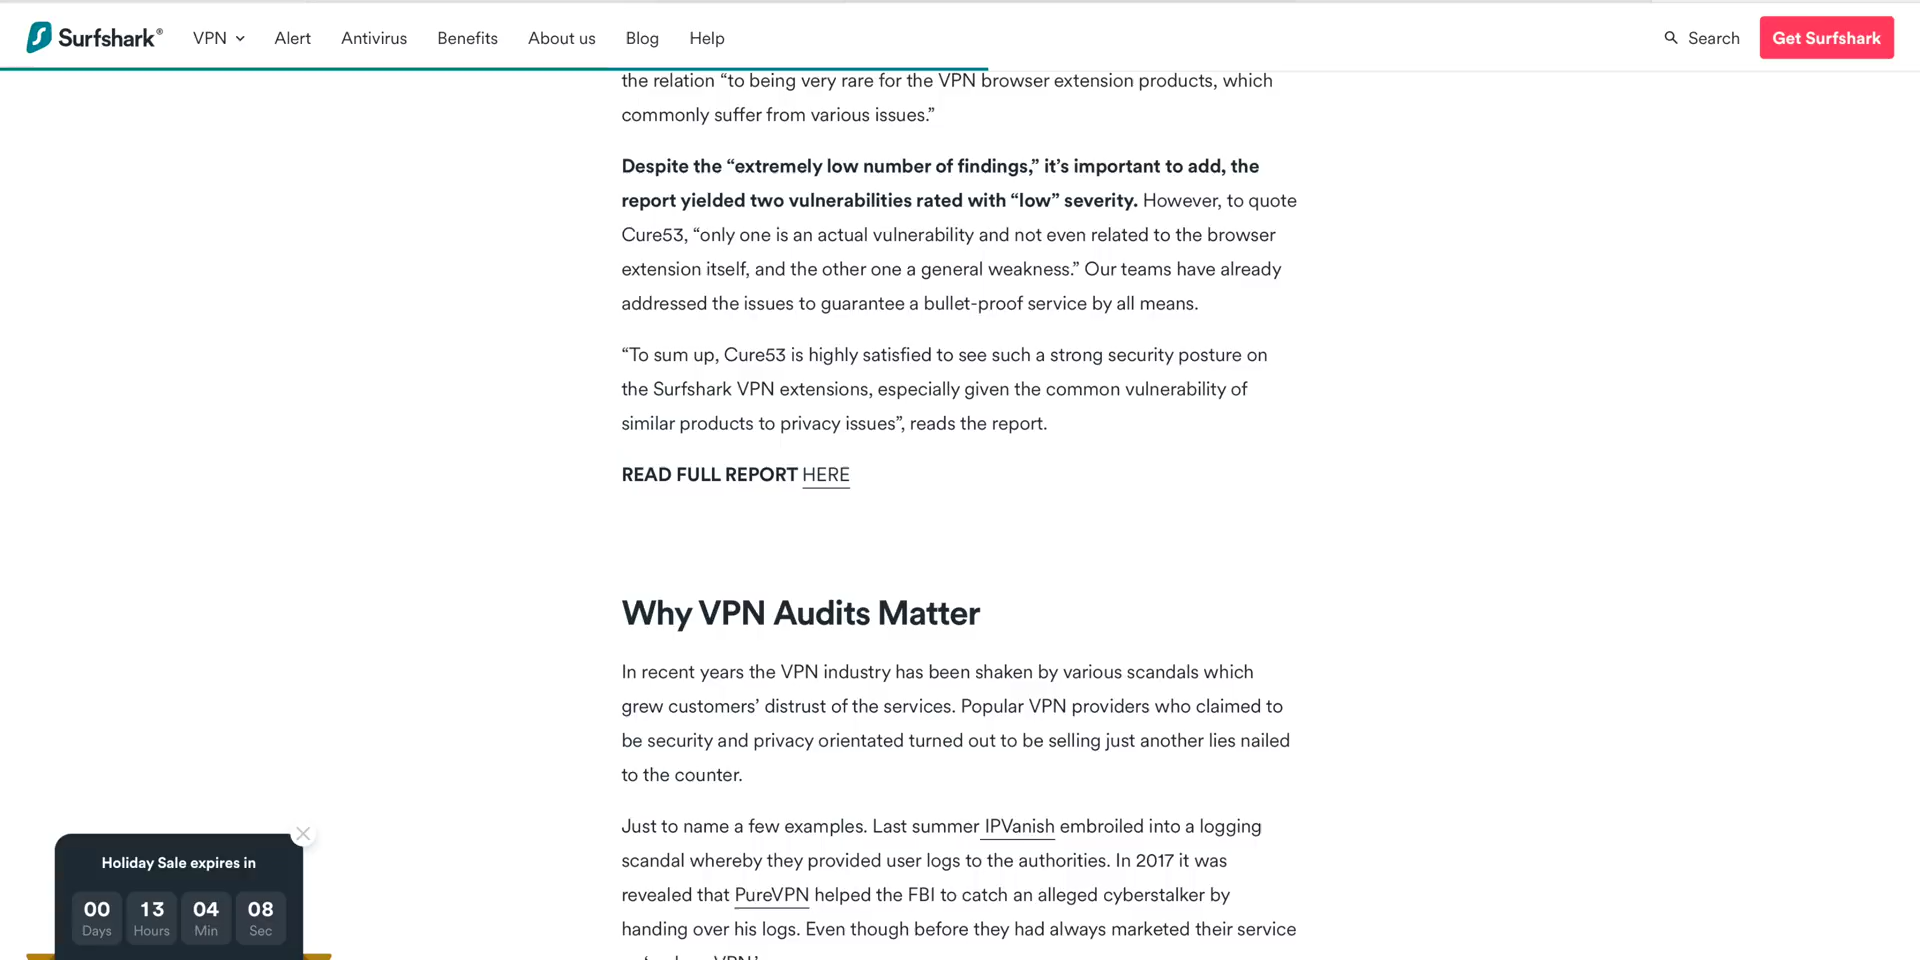 Surfshark®
VPN
Alert
Antivirus
Benefits
About us
Blog
Help
Search
Get Surfshark
the relation “to being very rare for the VPN browser extension products, which
commonly suffer from various issues.”
Despite the “extremely low number of findings,” it’s important to add, the
report yielded two vulnerabilities rated with “low” severity. However, to quote
Cure53, “only one is an actual vulnerability and not even related to the browser
extension itself, and the other one a general weakness.” Our teams have already
addressed the issues to guarantee a bullet-proof service by all means.
“To sum up, Cure53 is highly satisfied to see such a strong security posture on
the Surfshark VPN extensions, especially given the common vulnerability of
similar products to privacy issues”, reads the report.
READ FULL REPORT HERE
Why VPN Audits Matter
In recent years the VPN industry has been shaken by various scandals which
grew customers’ distrust of the services. Popular VPN providers who claimed to
be security and privacy orientated turned out to be selling just another lies nailed
to the counter.
Just to name a few examples. Last summer IPVanish embroiled into a logging
scandal whereby they provided user logs to the authorities. In 2017 it was
revealed that PureVPN helped the FBI to catch an alleged cyberstalker by
handing over his logs. Even though before they had always marketed their service
VPN’
Holiday Sale expires in
00 13 04 08
Days Hours Min Sec